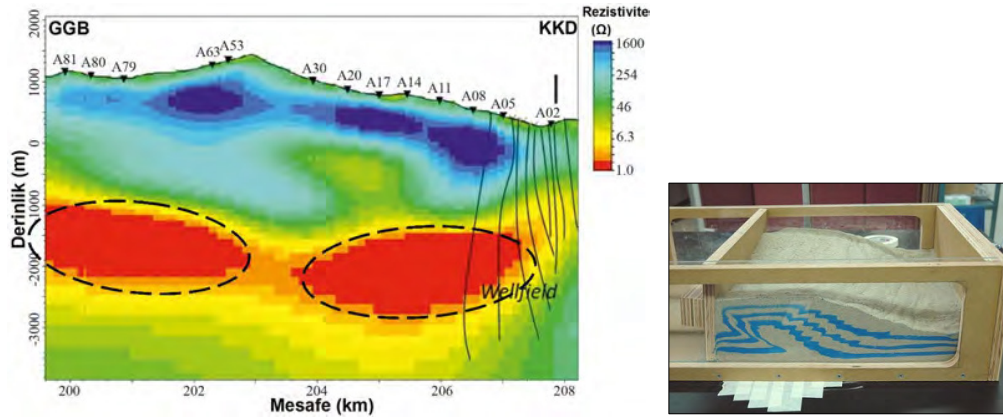 GGB
KKD
Rezistivite
(Ω)
1600
254
46
6.3
1.0
A81 A80 A79 A63 A53 A30 A20 A17 A14 A11 A08 A05 A02
2000
1000
0
-1000
-2000
-3000
Derinlik (m)
Wellfield
200 202 204 206 208
Mesafe (km)